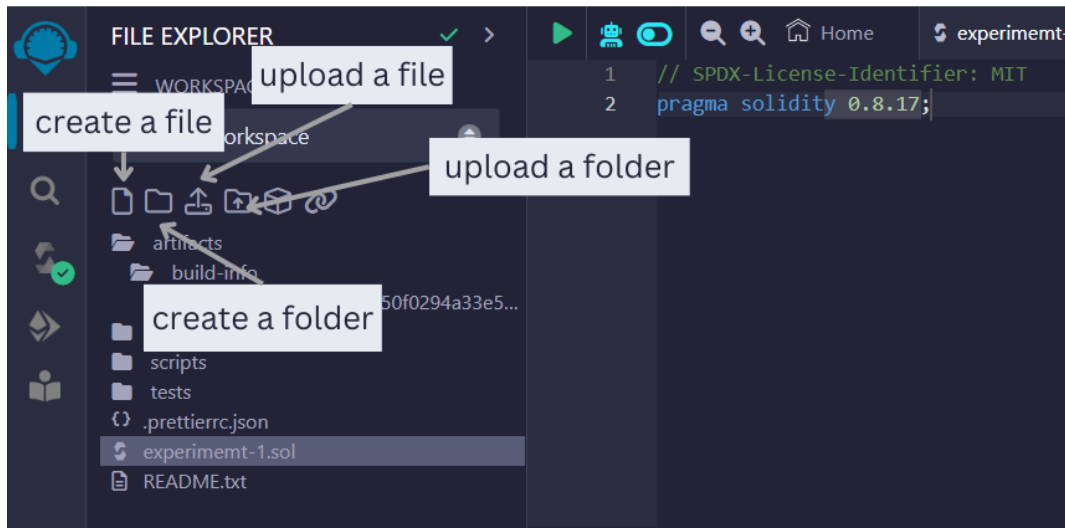 FILE EXPLORER
WORKSPA
upload a file
create a file
orkspace
upload a folder
artifacts
build-info
50f0294a33e5...
create a folder
scripts
tests
{} .prettierrc.json
experimemt-1.sol
README.txt
Home
experimemt-
1 // SPDX-License-Identifier: MIT
2 pragma solidity 0.8.17;